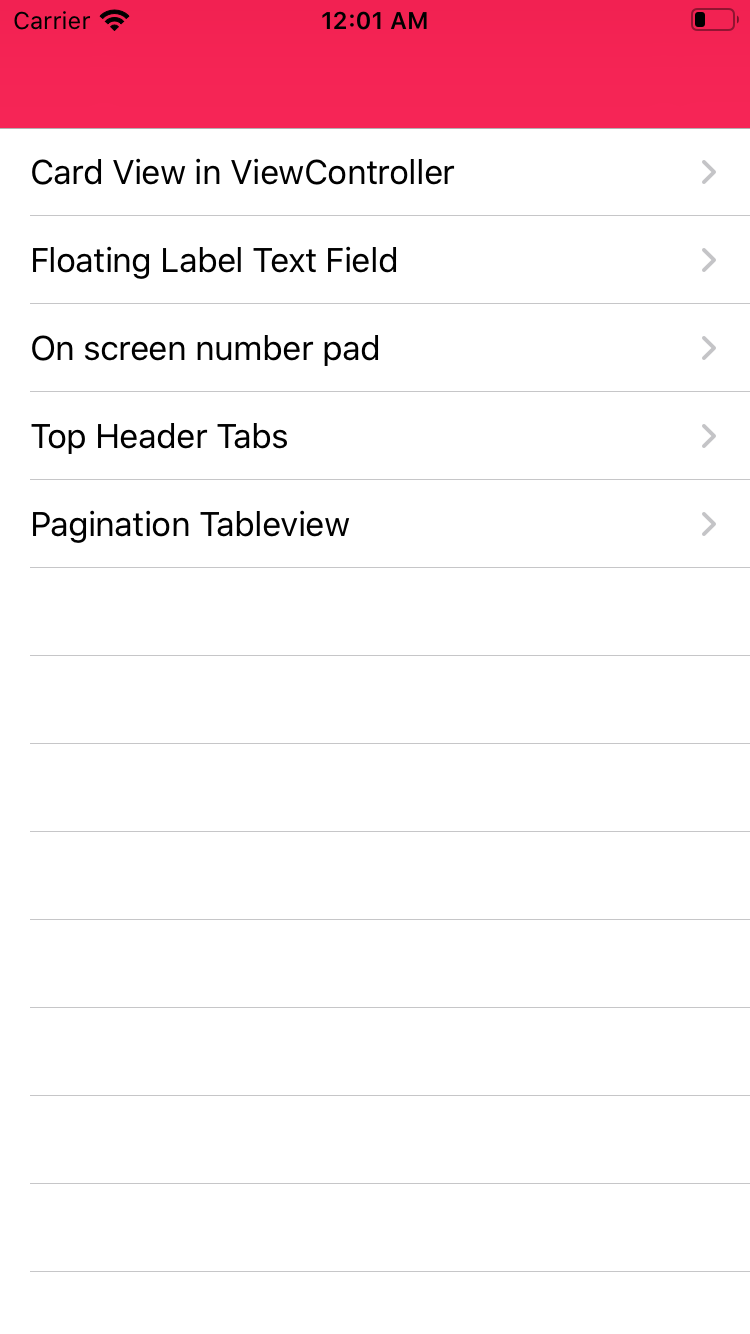 Carrier 12:01 AM
Card View in ViewController
Floating Label Text Field
On screen number pad
Top Header Tabs
Pagination Tableview